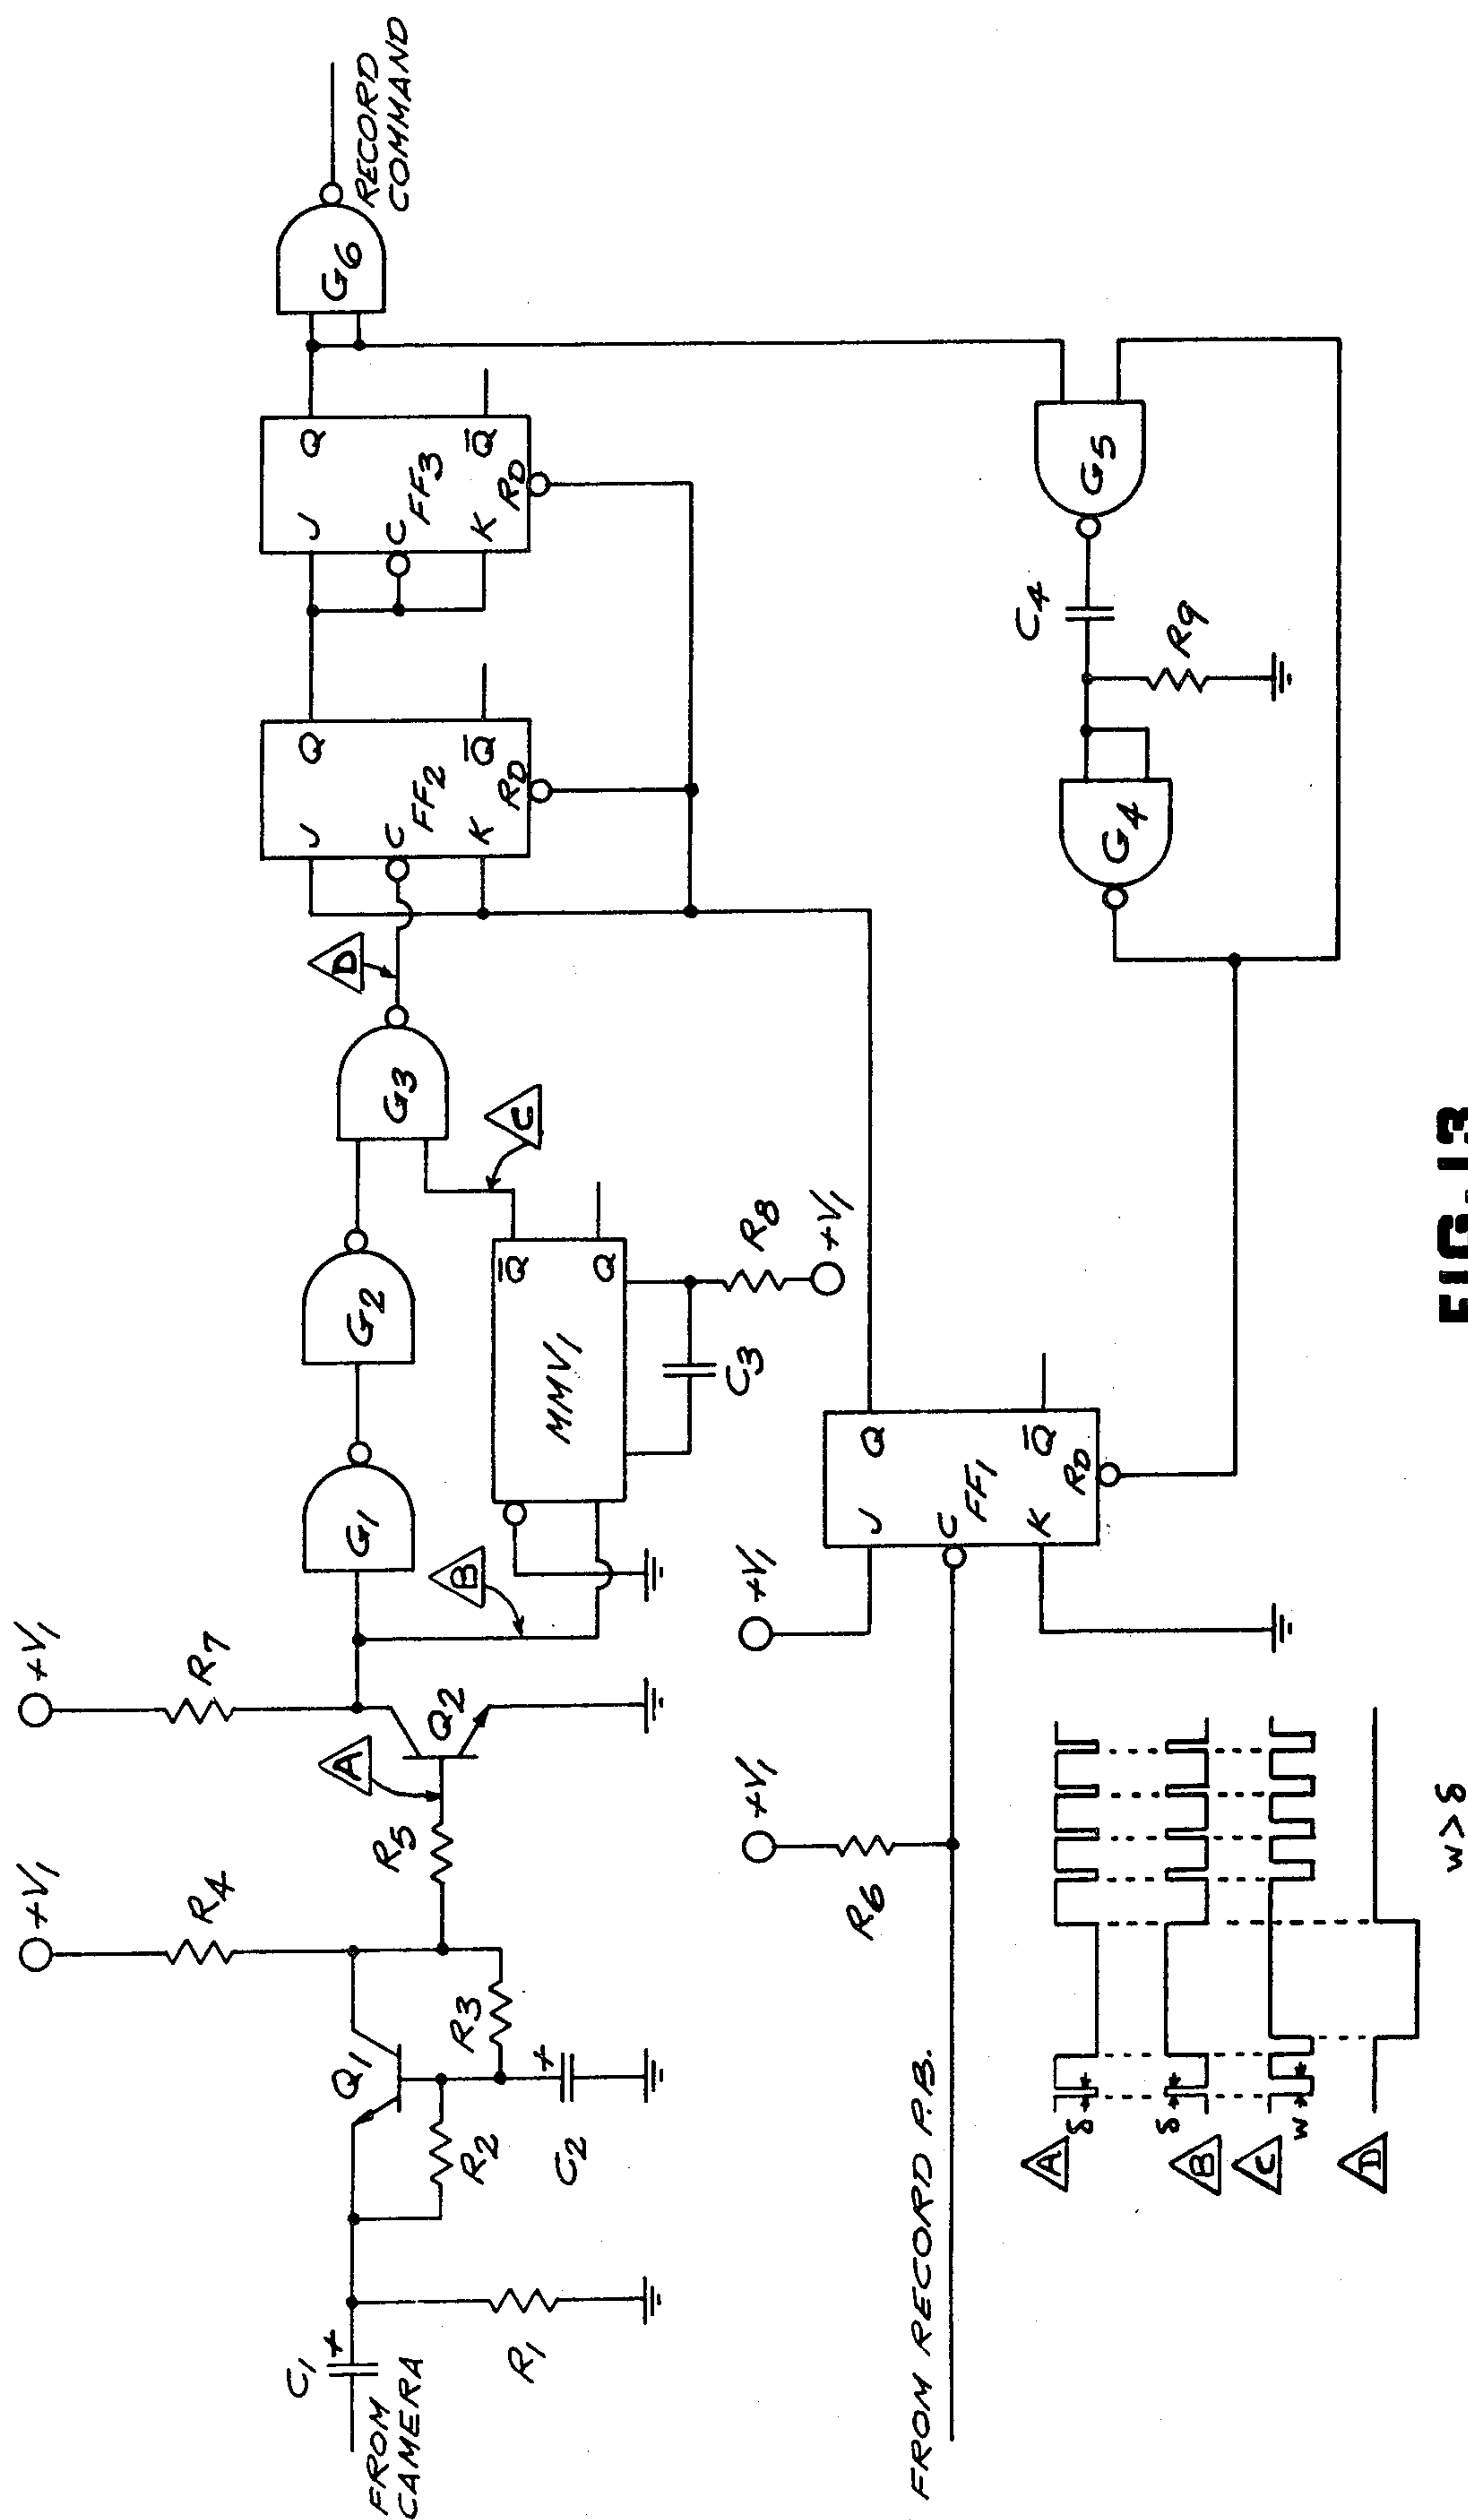 +V1
+V1
R4
R7
C1
+
FROM
CAMERA
R1
R2
Q1
R3
+
C2
R5
A
Q2
B
G1
G2
MMV1
Q̅
Q
C3
R8
+V1
C
G3
D
J
C
K
FF2
Q
Q̅
RD
J
C
K
FF3
Q
Q̅
RD
G6
RECORD
COMMAND
FROM RECORD P.B.
R6
+V1
+V1
J
C
K
FF1
Q
Q̅
RD
G4
R9
C4
G5
A
δ
B
δ
C
w
D
w>δ
FIG. 13